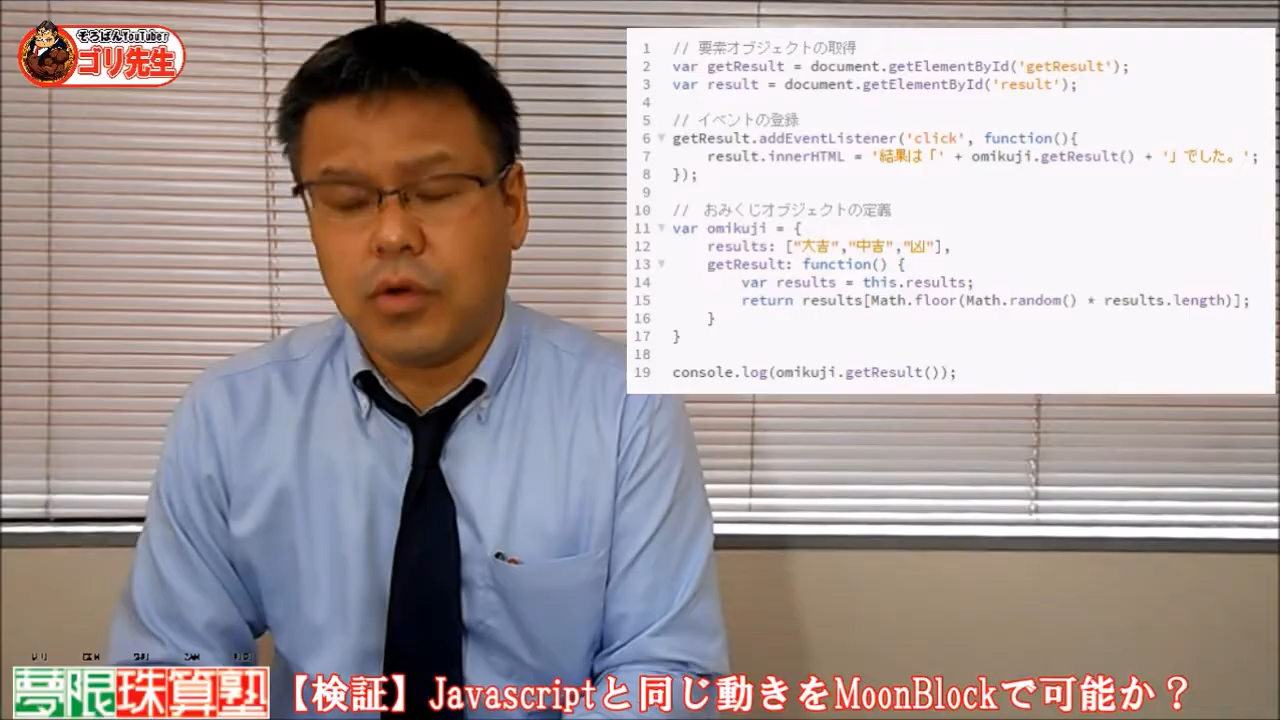 そろばんYouTuber
ゴリ先生
1 // 要素オブジェクトの取得
2 var getResult = document.getElementById('getResult');
3 var result = document.getElementById('result');
4
5 // イベントの登録
6 getResult.addEventListener('click', function(){
7 result.innerHTML = '結果は「' + omikuji.getResult() + '」でした。';
8 });
9
10 // おみくじオブジェクトの定義
11 var omikuji = {
12 results: ["大吉","中吉","凶"],
13 getResult: function() {
14 var results = this.results;
15 return results[Math.floor(Math.random() * results.length)];
16 }
17 }
18
19 console.log(omikuji.getResult());
夢限珠算塾
【検証】Javascriptと同じ動きをMoonBlockで可能か？